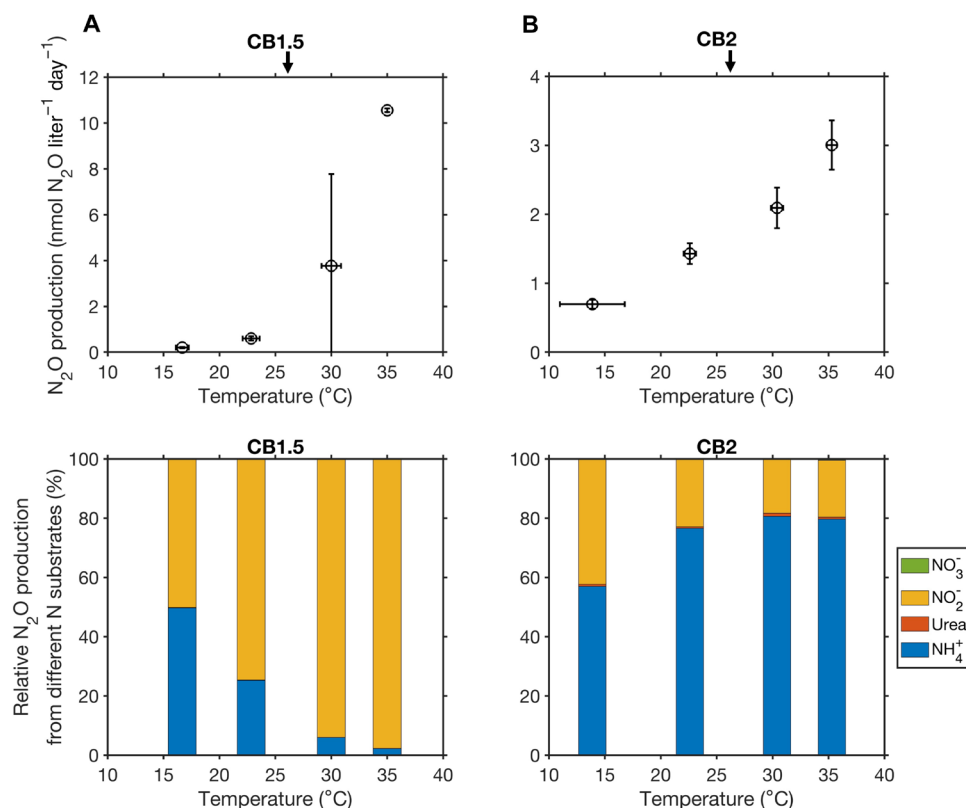 A
CB1.5
N₂O production (nmol N₂O liter⁻¹ day⁻¹)
12
10
8
6
4
2
0
10 15 20 25 30 35 40
Temperature (°C)
B
CB2
4
3
2
1
0
10 15 20 25 30 35 40
Temperature (°C)
CB1.5
Relative N₂O production
from different N substrates (%)
100
80
60
40
20
0
10 15 20 25 30 35 40
Temperature (°C)
CB2
100
80
60
40
20
0
10 15 20 25 30 35 40
Temperature (°C)
NO₃⁻
NO₂⁻
Urea
NH₄⁺